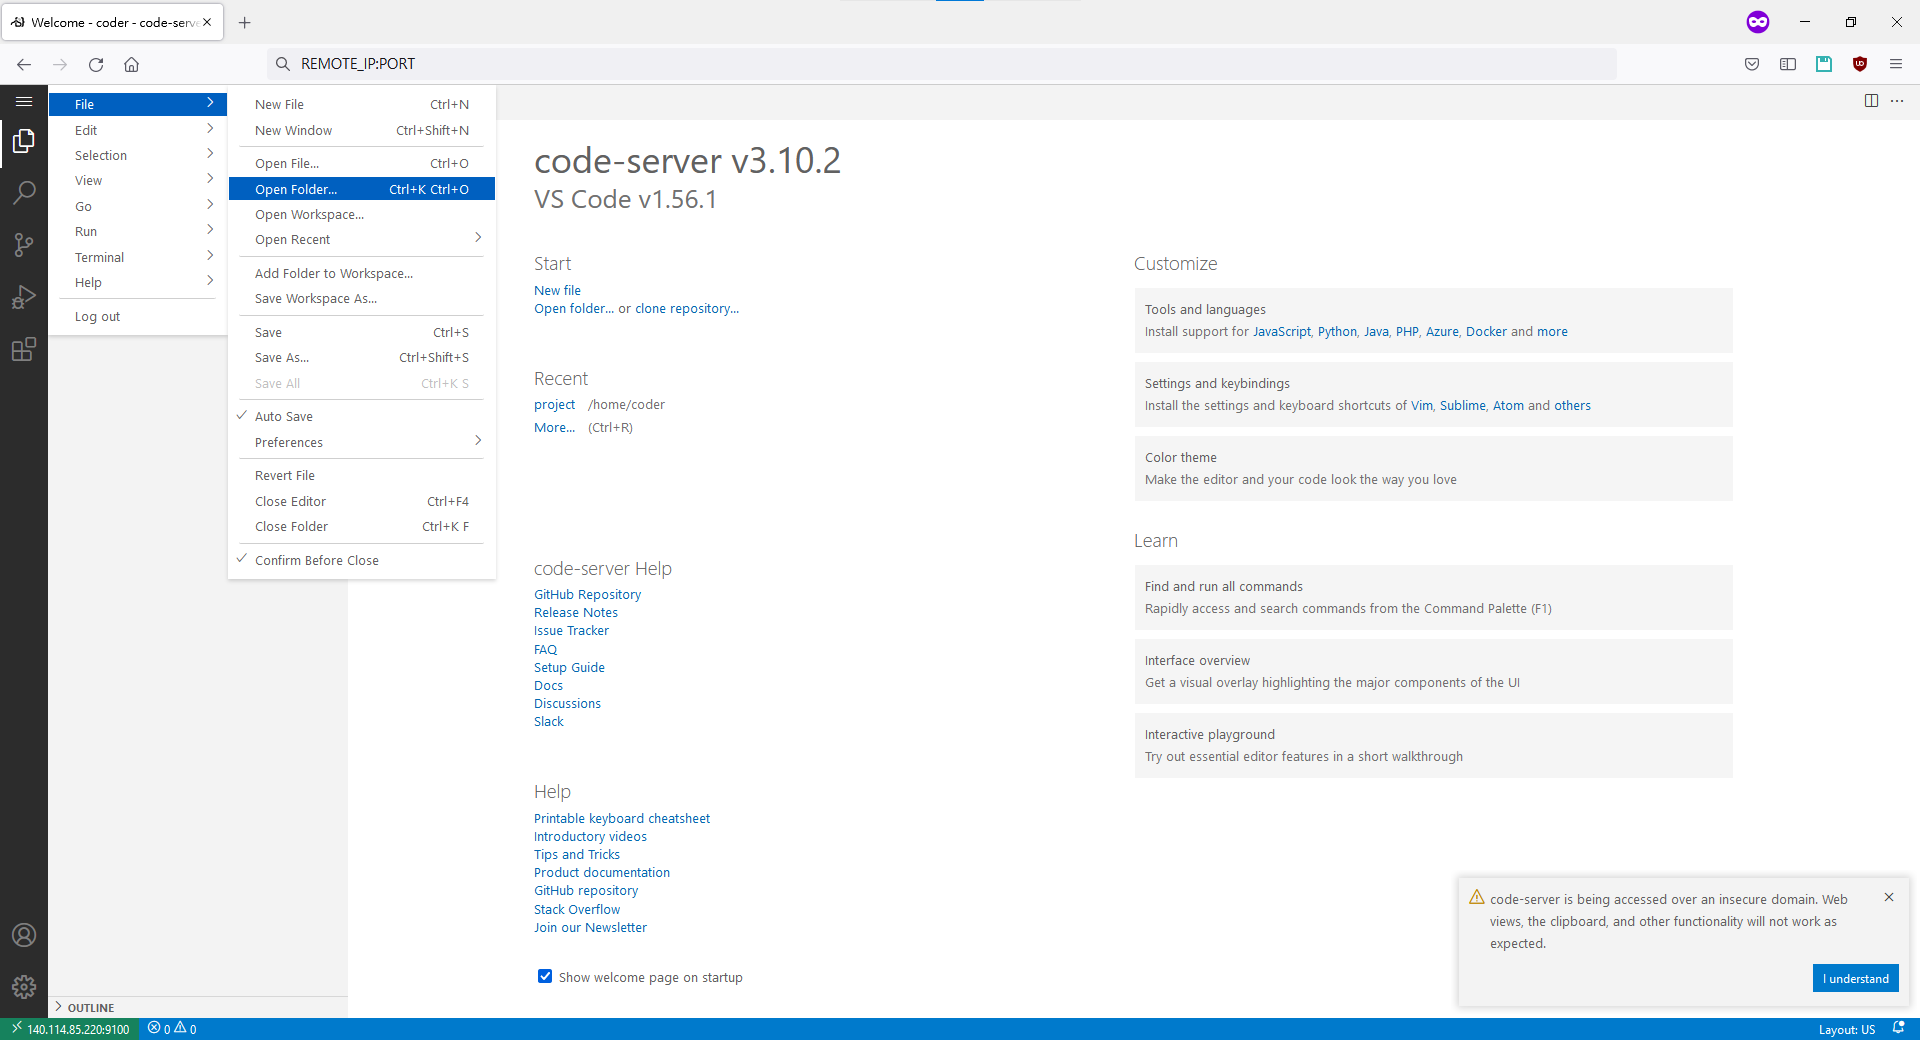 Welcome - coder - code-serve
REMOTE_IP:PORT
File
Edit
Selection
View
Go
Run
Terminal
Help
Log out
New File Ctrl+N
New Window Ctrl+Shift+N
Open File... Ctrl+O
Open Folder... Ctrl+K Ctrl+O
Open Workspace...
Open Recent
Add Folder to Workspace...
Save Workspace As...
Save Ctrl+S
Save As... Ctrl+Shift+S
Save All Ctrl+K S
Auto Save
Preferences
Revert File
Close Editor Ctrl+F4
Close Folder Ctrl+K F
Confirm Before Close
code-server v3.10.2
VS Code v1.56.1
Start
New file
Open folder... or clone repository...
Recent
project /home/coder
More... (Ctrl+R)
code-server Help
GitHub Repository
Release Notes
Issue Tracker
FAQ
Setup Guide
Docs
Discussions
Slack
Help
Printable keyboard cheatsheet
Introductory videos
Tips and Tricks
Product documentation
GitHub repository
Stack Overflow
Join our Newsletter
Show welcome page on startup
Customize
Tools and languages
Install support for JavaScript, Python, Java, PHP, Azure, Docker and more
Settings and keybindings
Install the settings and keyboard shortcuts of Vim, Sublime, Atom and others
Color theme
Make the editor and your code look the way you love
Learn
Find and run all commands
Rapidly access and search commands from the Command Palette (F1)
Interface overview
Get a visual overlay highlighting the major components of the UI
Interactive playground
Try out essential editor features in a short walkthrough
code-server is being accessed over an insecure domain. Web
views, the clipboard, and other functionality will not work as
expected.
I understand
OUTLINE
140.114.85.220:9100 0 0
Layout: US